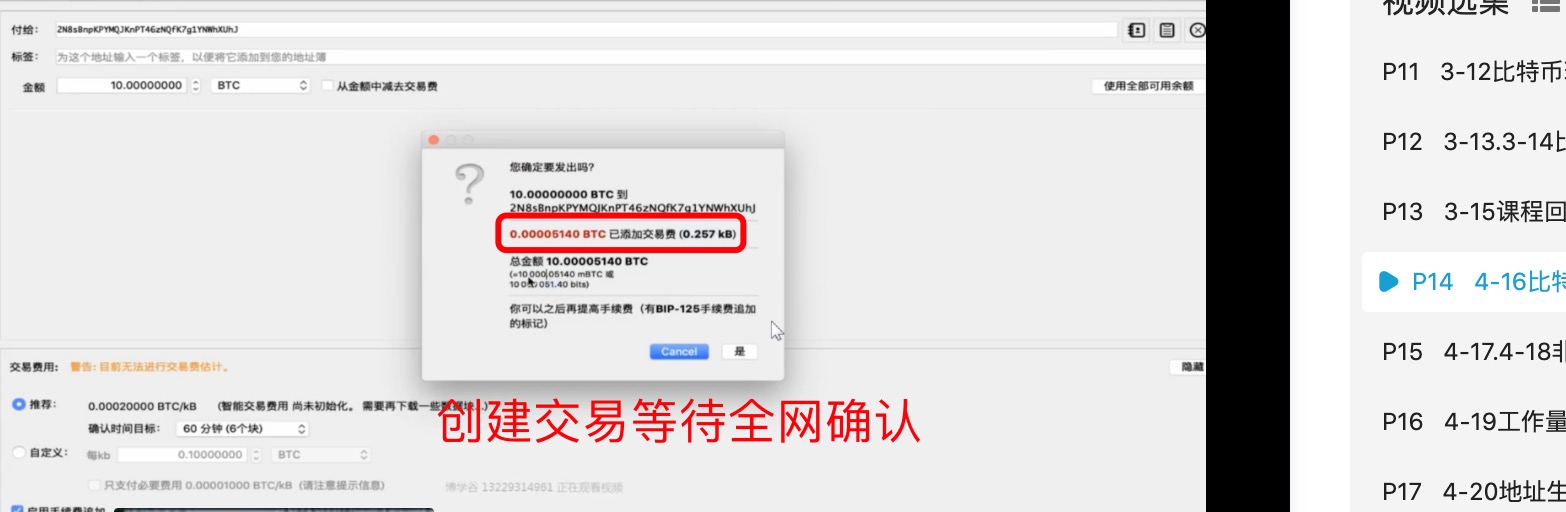 付给: 2N8sBnpKPYMQJKnPT46zNQfK7g1YNWhXUhJ
标签: 为这个地址输入一个标签，以便将它添加到您的地址簿
金额 10.00000000 BTC 从金额中减去交易费 使用全部可用余额
您确定要发出吗?
10.00000000 BTC 到
2N8sBnpKPYMQJKnPT46zNQfK7g1YNWhXUhJ
0.00005140 BTC 已添加交易费 (0.257 kB)
总金额 10.00005140 BTC
(=10,000.05140 mBTC 或
051.40 bits)
你可以之后再提高手续费（有BIP-125手续费追加
的标记）
Cancel 是
交易费用: 警告: 目前无法进行交易费估计。 隐藏
推荐: 0.00020000 BTC/kB （智能交易费用 尚未初始化。 需要再下载一些数据块...）
确认时间目标: 60 分钟 (6个块)
自定义: 每kb 0.10000000 BTC
只支付必要费用 0.00001000 BTC/kB（请注意提示信息）
启用手续费追加
创建交易等待全网确认
博学谷 13229314961 正在观看视频
视频选集
P11 3-12比特币
P12 3-13.3-14
P13 3-15课程回
P14 4-16比特
P15 4-17.4-18非
P16 4-19工作量
P17 4-20地址生